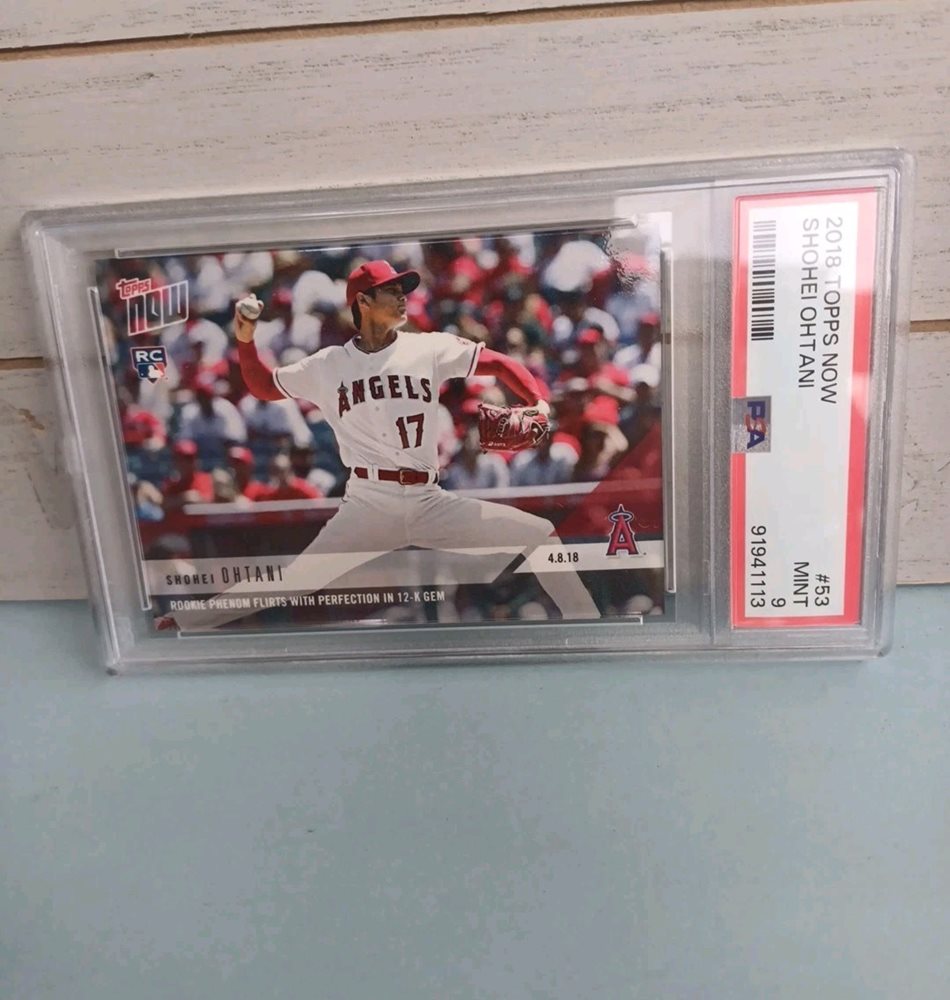 topps
NOW
RC
ANGELS
17
A
4.8.18
SHOHEI OHTANI
ROOKIE PHENOM FLIRTS WITH PERFECTION IN 12-K GEM
2018 TOPPS NOW
SHOHEI OHTANI
PSA
#53
MINT
9
91941113